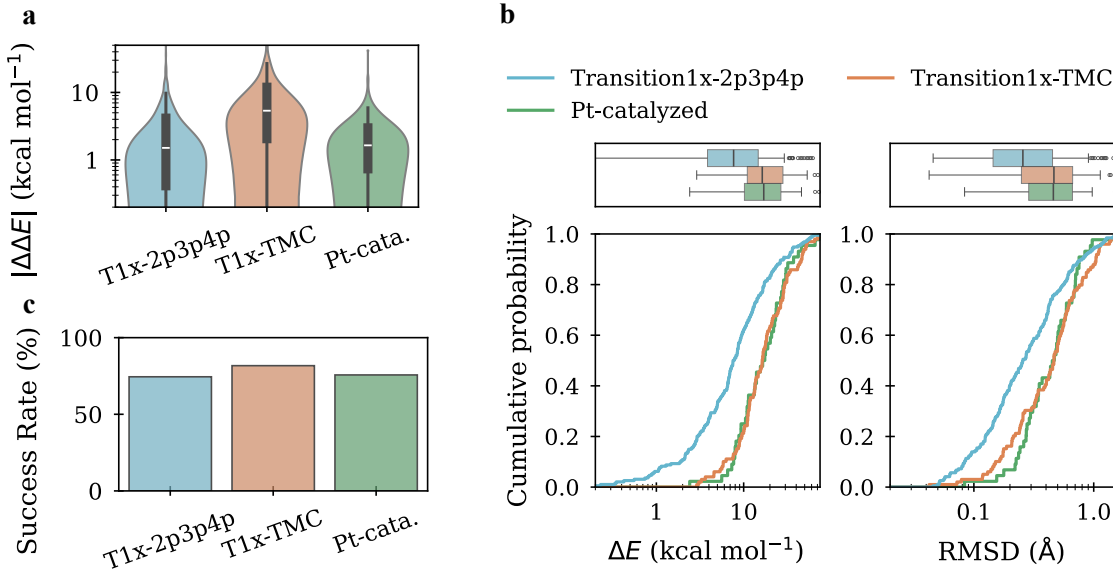 a
|ΔΔE| (kcal mol⁻¹)
10
1
T1x-2p3p4p
T1x-TMC
Pt-cata.
c
Success Rate (%)
100
50
0
T1x-2p3p4p
T1x-TMC
Pt-cata.
b
Transition1x-2p3p4p
Transition1x-TMC
Pt-catalyzed
Cumulative probability
1.0
0.8
0.6
0.4
0.2
0.0
1
10
ΔE (kcal mol⁻¹)
1.0
0.8
0.6
0.4
0.2
0.0
0.1
1.0
RMSD (Å)